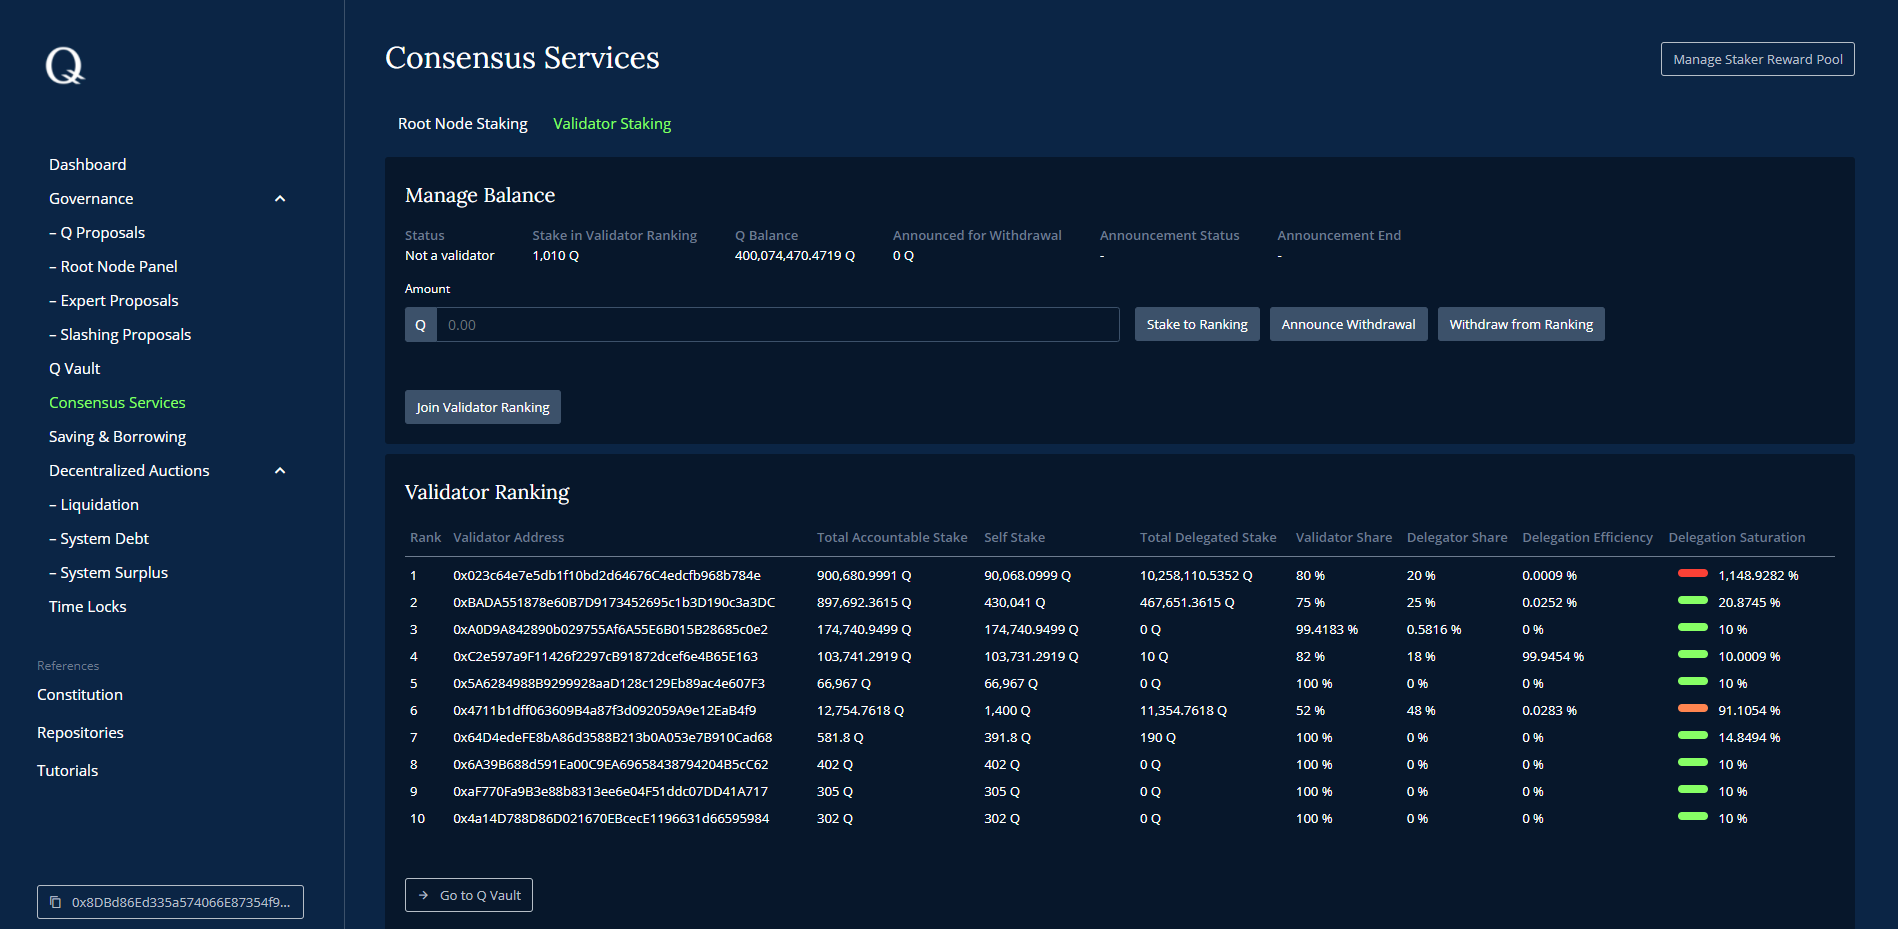 Q
Dashboard
Governance
– Q Proposals
– Root Node Panel
– Expert Proposals
– Slashing Proposals
Q Vault
Consensus Services
Saving & Borrowing
Decentralized Auctions
– Liquidation
– System Debt
– System Surplus
Time Locks
References
Constitution
Repositories
Tutorials
0x8DBd86Ed335a574066E87354f9...
Consensus Services
Manage Staker Reward Pool
Root Node Staking Validator Staking
Manage Balance
Status Stake in Validator Ranking Q Balance Announced for Withdrawal Announcement Status Announcement End
Not a validator 1,010 Q 400,074,470.4719 Q 0 Q - -
Amount
Q 0.00 Stake to Ranking Announce Withdrawal Withdraw from Ranking
Join Validator Ranking
Validator Ranking
Rank Validator Address Total Accountable Stake Self Stake Total Delegated Stake Validator Share Delegator Share Delegation Efficiency Delegation Saturation
1 0x023c64e7e5db1f10bd2d64676C4edcfb968b784e 900,680.9991 Q 90,068.0999 Q 10,258,110.5352 Q 80 % 20 % 0.0009 % 1,148.9282 %
2 0xBADA551878e60B7D9173452695c1b3D190c3a3DC 897,692.3615 Q 430,041 Q 467,651.3615 Q 75 % 25 % 0.0252 % 20.8745 %
3 0xA0D9A842890b029755Af6A55E6B015B28685c0e2 174,740.9499 Q 174,740.9499 Q 0 Q 99.4183 % 0.5816 % 0 % 10 %
4 0xC2e597a9F11426f2297cB91872dcef6e4B65E163 103,741.2919 Q 103,731.2919 Q 10 Q 82 % 18 % 99.9454 % 10.0009 %
5 0x5A6284988B9299928aaD128c129Eb89ac4e607F3 66,967 Q 66,967 Q 0 Q 100 % 0 % 0 % 10 %
6 0x4711b1dff063609B4a87f3d092059A9e12EaB4f9 12,754.7618 Q 1,400 Q 11,354.7618 Q 52 % 48 % 0.0283 % 91.1054 %
7 0x64D4edeFE8bA86d3588B213b0A053e7B910Cad68 581.8 Q 391.8 Q 190 Q 100 % 0 % 0 % 14.8494 %
8 0x6A39B688d591Ea00C9EA69658438794204B5cC62 402 Q 402 Q 0 Q 100 % 0 % 0 % 10 %
9 0xaF770Fa9B3e88b8313ee6e04F51ddc07DD41A717 305 Q 305 Q 0 Q 100 % 0 % 0 % 10 %
10 0x4a14D788D86D021670EBcecE1196631d66595984 302 Q 302 Q 0 Q 100 % 0 % 0 % 10 %
Go to Q Vault